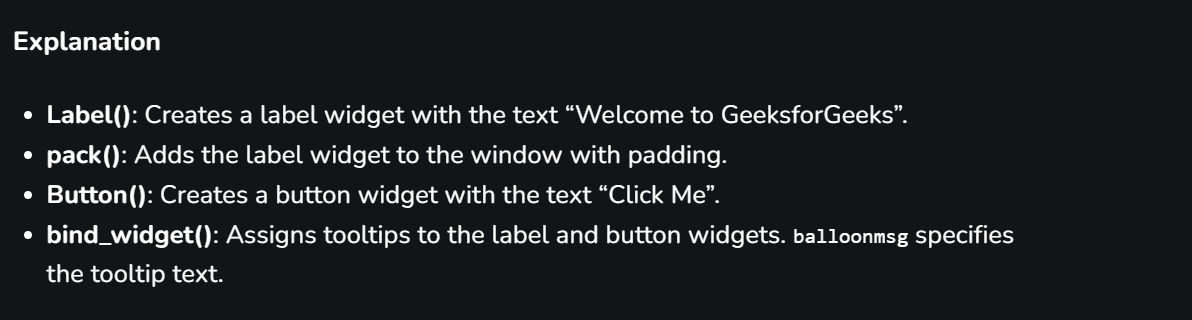 Explanation
• Label(): Creates a label widget with the text “Welcome to GeeksforGeeks”.
• pack(): Adds the label widget to the window with padding.
• Button(): Creates a button widget with the text “Click Me”.
• bind_widget(): Assigns tooltips to the label and button widgets. balloonmsg specifies
the tooltip text.